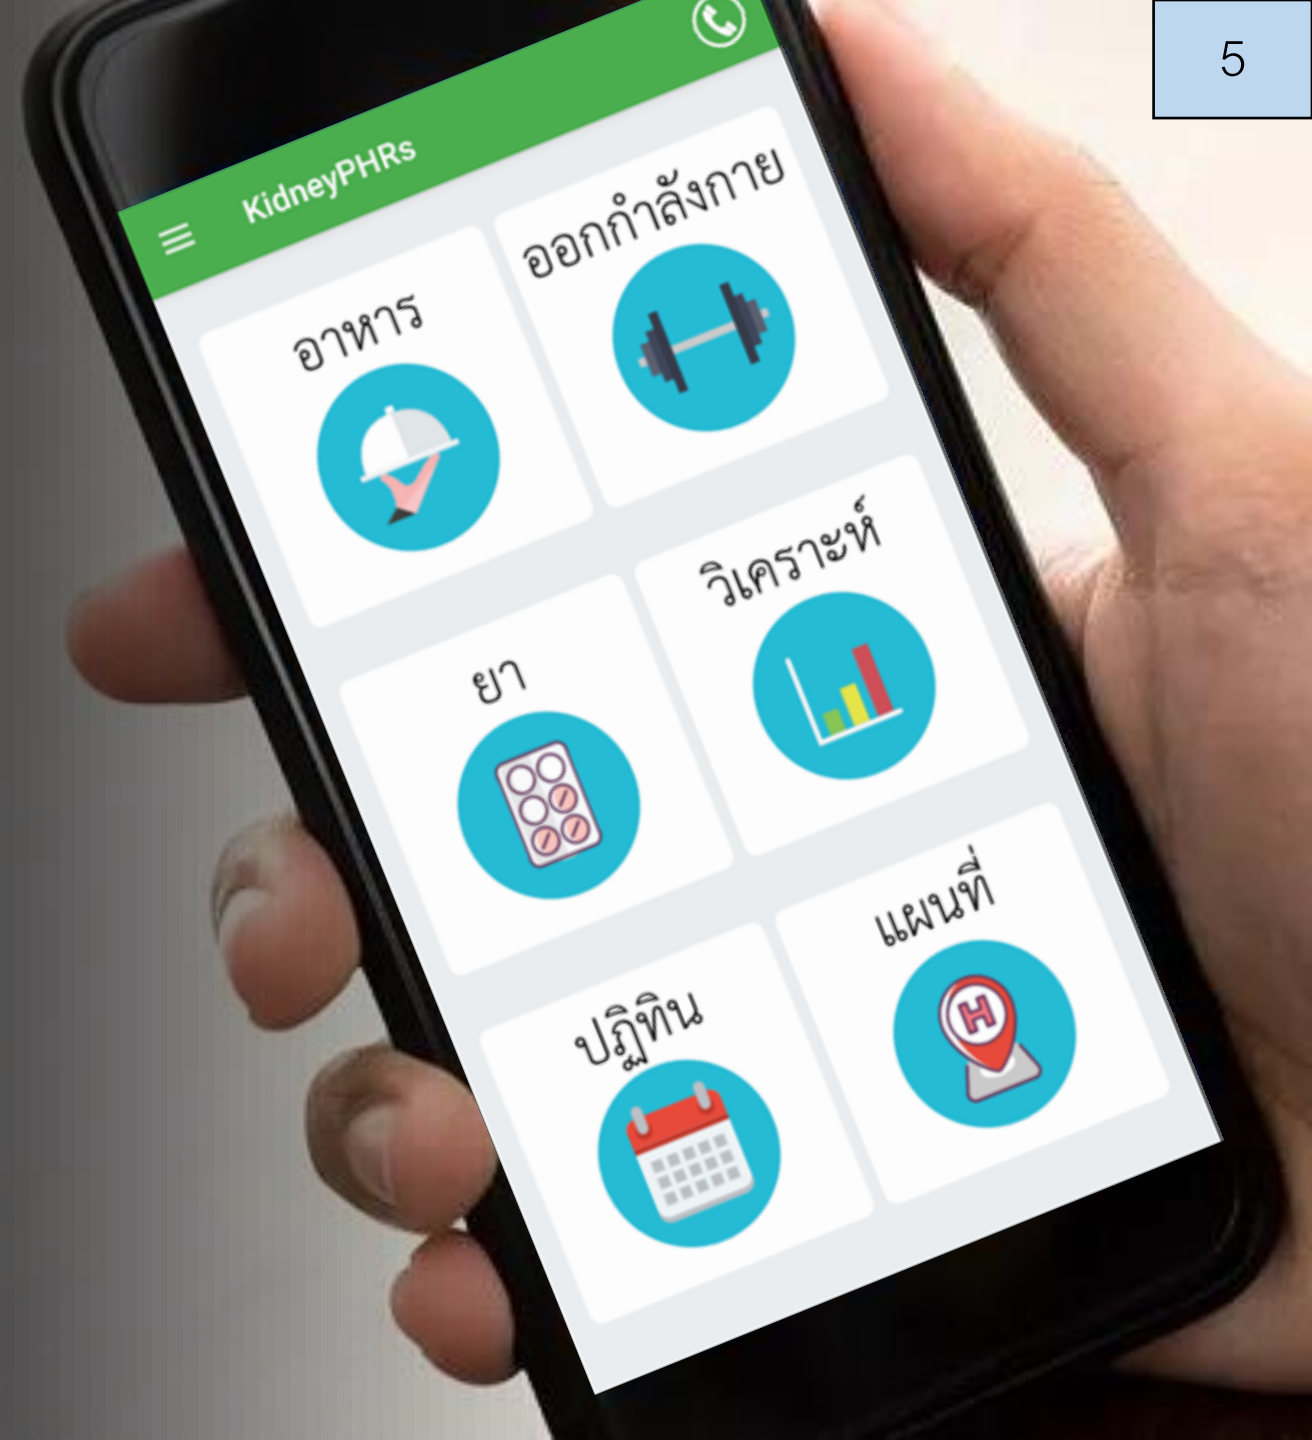 5
KidneyPHRs
อาหาร
ออกกำลังกาย
ยา
วิเคราะห์
ปฏิทิน
แผนที่
H